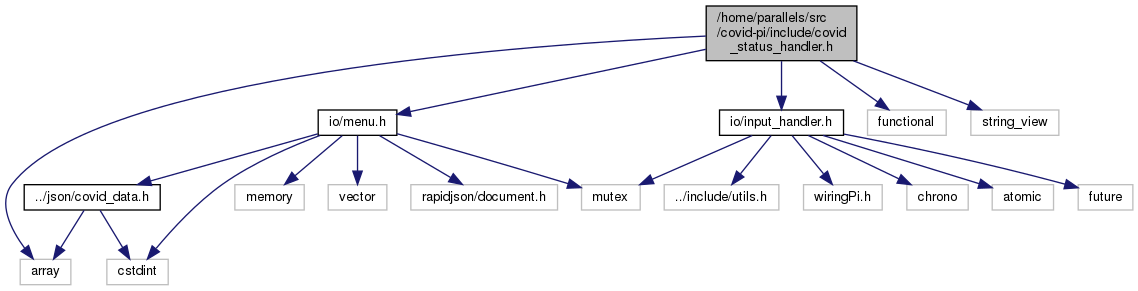 /home/parallels/src
/covid-pi/include/covid
_status_handler.h
io/menu.h
io/input_handler.h
functional
string_view
../json/covid_data.h
memory
vector
rapidjson/document.h
mutex
../include/utils.h
wiringPi.h
chrono
atomic
future
array
cstdint